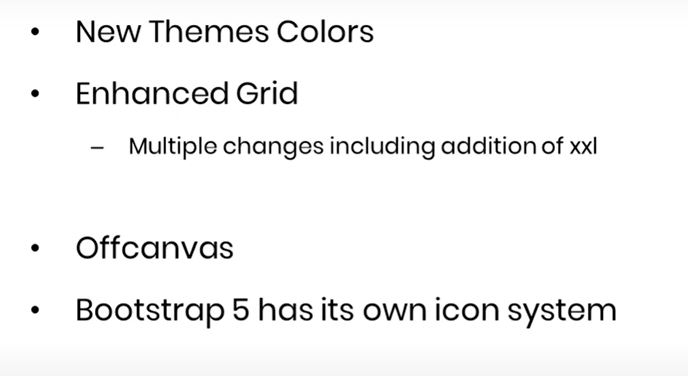 • New Themes Colors
• Enhanced Grid
– Multiple changes including addition of xxl
• Offcanvas
• Bootstrap 5 has its own icon system